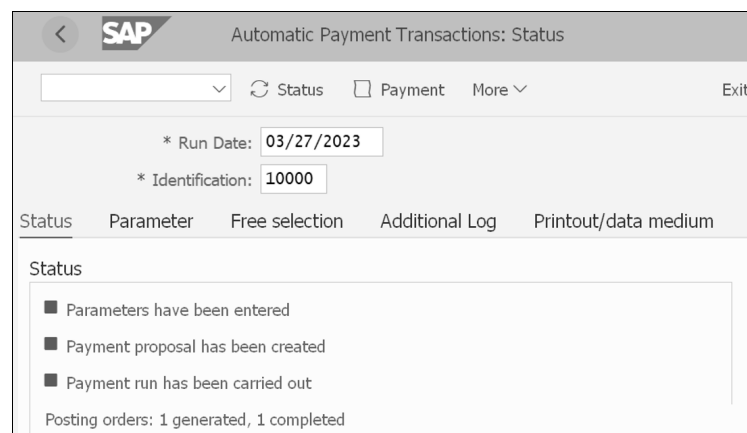 SAP Automatic Payment Transactions: Status
Status Payment More Exit
* Run Date: 03/27/2023
* Identification: 10000
Status Parameter Free selection Additional Log Printout/data medium
Status
Parameters have been entered
Payment proposal has been created
Payment run has been carried out
Posting orders: 1 generated, 1 completed